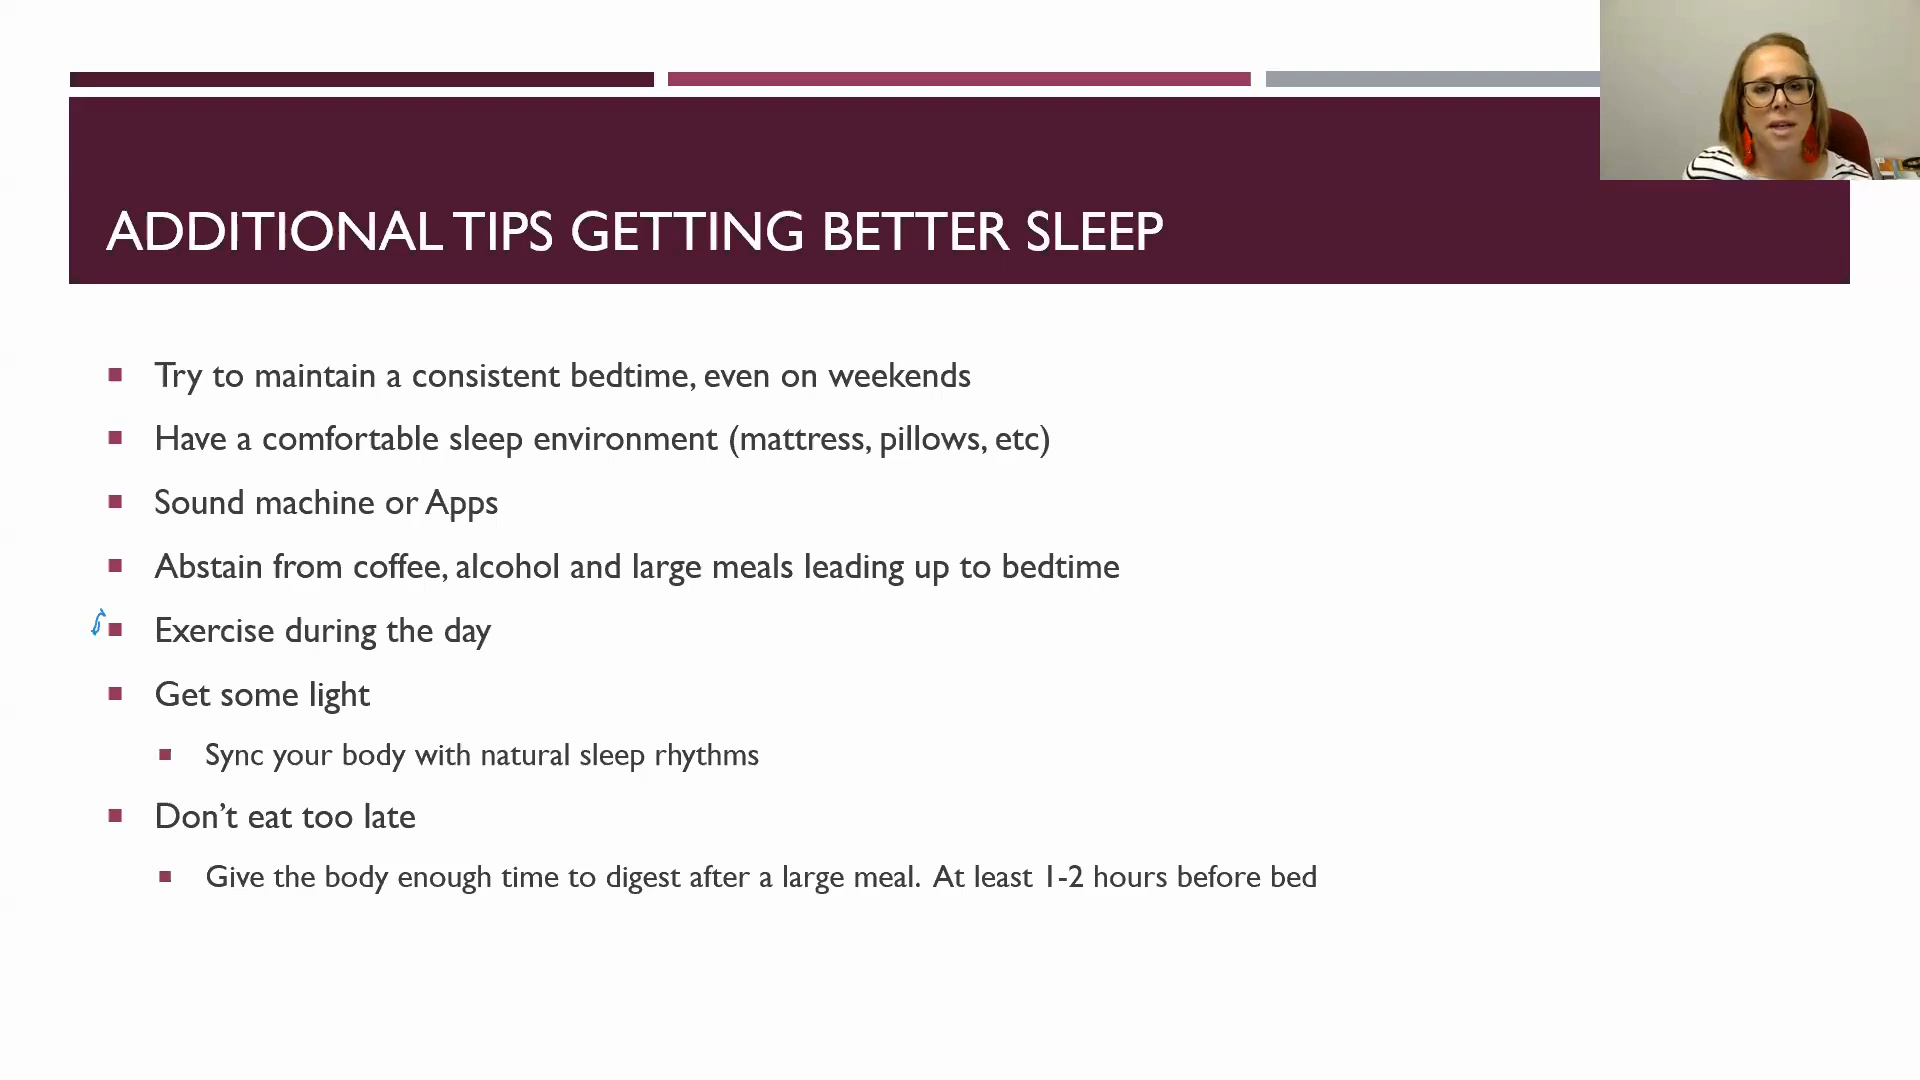 ADDITIONAL TIPS GETTING BETTER SLEEP
Try to maintain a consistent bedtime, even on weekends
Have a comfortable sleep environment (mattress, pillows, etc)
Sound machine or Apps
Abstain from coffee, alcohol and large meals leading up to bedtime
Exercise during the day
Get some light
Sync your body with natural sleep rhythms
Don’t eat too late
Give the body enough time to digest after a large meal. At least 1-2 hours before bed